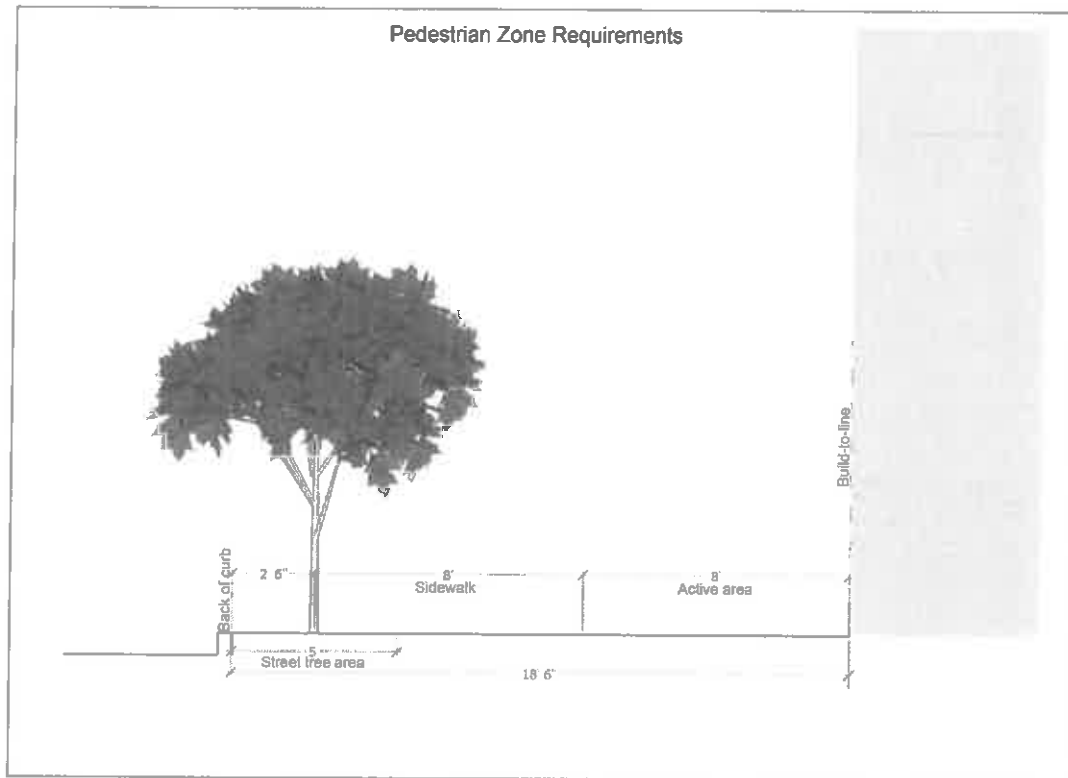 Pedestrian Zone Requirements
Build-to-line
Back of curb
2' 6"
8'
8'
Sidewalk
Active area
5'
Street tree area
18' 6"